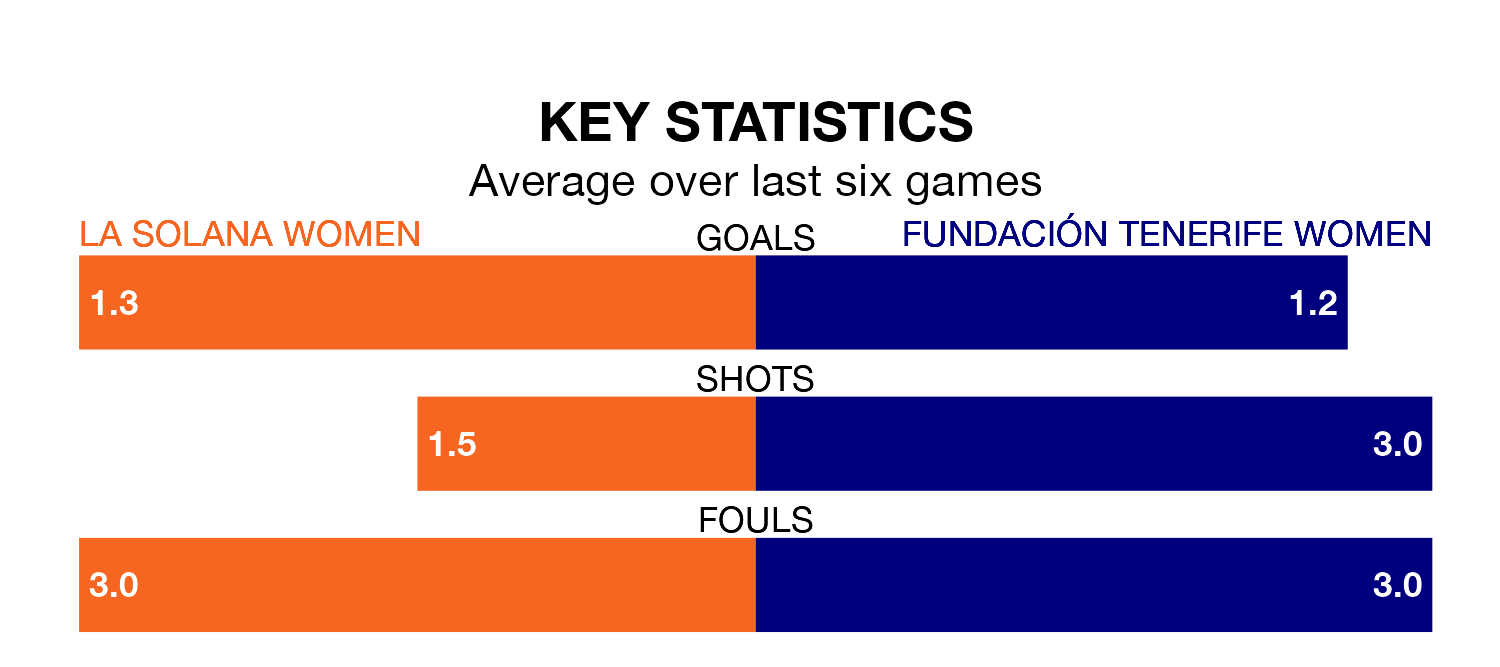 KEY STATISTICS
Average over last six games
LA SOLANA WOMEN
GOALS
FUNDACIÓN TENERIFE WOMEN
1.3
1.2
SHOTS
1.5
3.0
FOULS
3.0
3.0